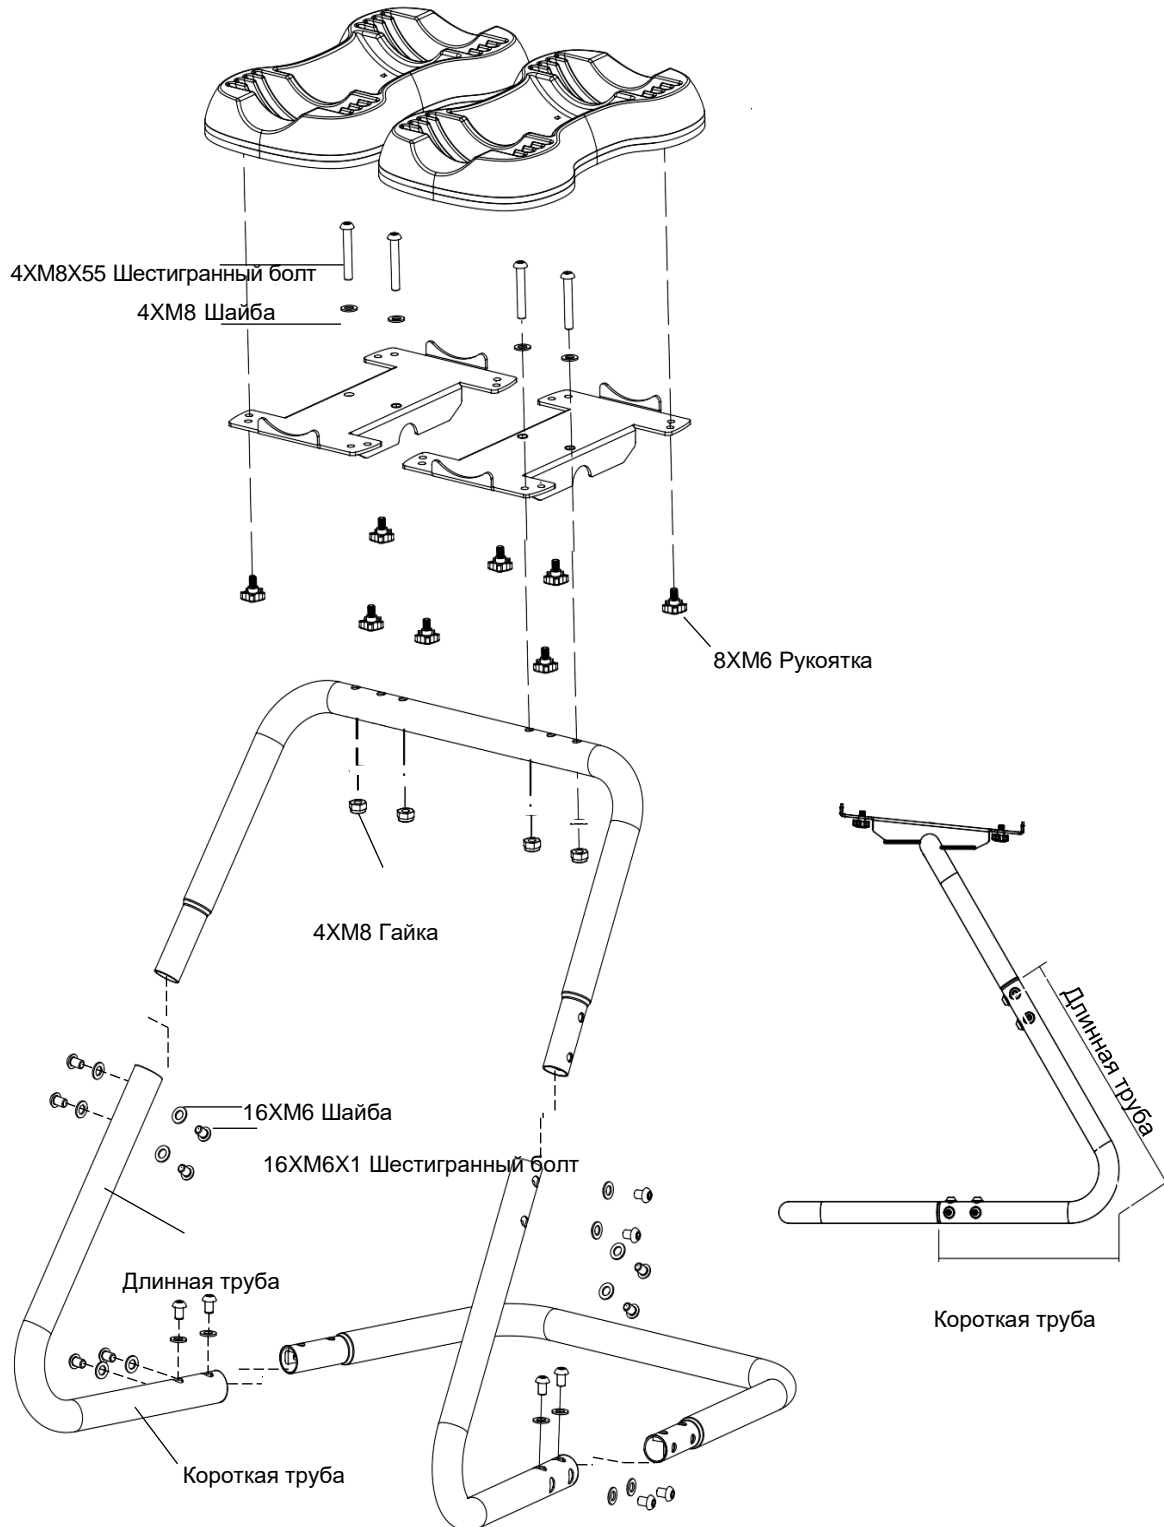 4XM8X55 Шестигранный болт
4XM8 Шайба
8XM6 Рукоятка
4XM8 Гайка
Длинная труба
16XM6 Шайба
16XM6X1 Шестигранный болт
Длинная труба
Короткая труба
Короткая труба